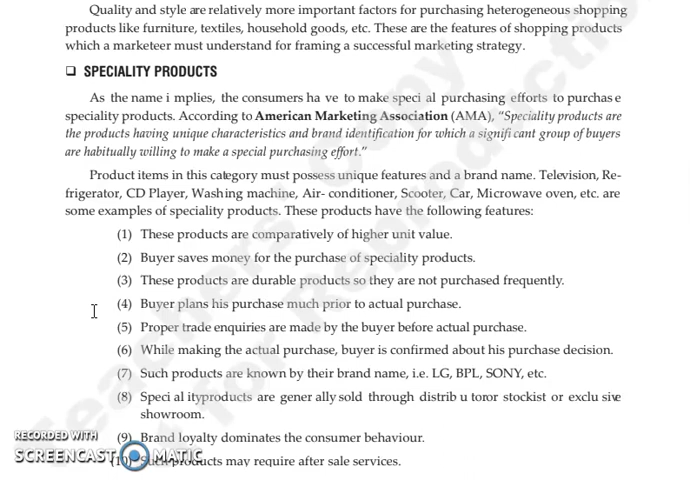 Quality and style are relatively more important factors for purchasing heterogeneous shopping
products like furniture, textiles, household goods, etc. These are the features of shopping products
which a marketeer must understand for framing a successful marketing strategy.
❑ SPECIALITY PRODUCTS
As the name i mplies, the consumers ha ve to make speci al purchasing efforts to purchas e
speciality products. According to American Marketing Association (AMA), “Speciality products are
the products having unique characteristics and brand identification for which a signifi cant group of buyers
are habitually willing to make a special purchasing effort.”
Product items in this category must possess unique features and a brand name. Television, Re-
frigerator, CD Player, Washing machine, Air- conditioner, Scooter, Car, Microwave oven, etc. are
some examples of speciality products. These products have the following features:
(1) These products are comparatively of higher unit value.
(2) Buyer saves money for the purchase of speciality products.
(3) These products are durable products so they are not purchased frequently.
(4) Buyer plans his purchase much prior to actual purchase.
(5) Proper trade enquiries are made by the buyer before actual purchase.
(6) While making the actual purchase, buyer is confirmed about his purchase decision.
(7) Such products are known by their brand name, i.e. LG, BPL, SONY, etc.
(8) Speci al ityproducts are gener ally sold through distrib u toror stockist or exclu sive
showroom.
(9) Brand loyalty dominates the consumer behaviour.
(10) Such products may require after sale services.
RECORDED WITH
SCREENCAST MATIC
Teachers Copy
for Reproduction